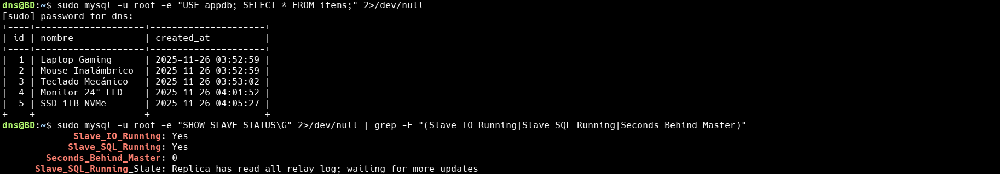 dns@BD:~$ sudo mysql -u root -e "USE appdb; SELECT * FROM items;" 2>/dev/null
[sudo] password for dns:
+----+--------------------+---------------------+
| id | nombre             | created_at          |
+----+--------------------+---------------------+
|  1 | Laptop Gaming      | 2025-11-26 03:52:59 |
|  2 | Mouse Inalámbrico  | 2025-11-26 03:52:59 |
|  3 | Teclado Mecánico   | 2025-11-26 03:53:02 |
|  4 | Monitor 24" LED    | 2025-11-26 04:01:52 |
|  5 | SSD 1TB NVMe       | 2025-11-26 04:05:27 |
+----+--------------------+---------------------+
dns@BD:~$ sudo mysql -u root -e "SHOW SLAVE STATUS\G" 2>/dev/null | grep -E "(Slave_IO_Running|Slave_SQL_Running|Seconds_Behind_Master)"
             Slave_IO_Running: Yes
            Slave_SQL_Running: Yes
        Seconds_Behind_Master: 0
      Slave_SQL_Running_State: Replica has read all relay log; waiting for more updates